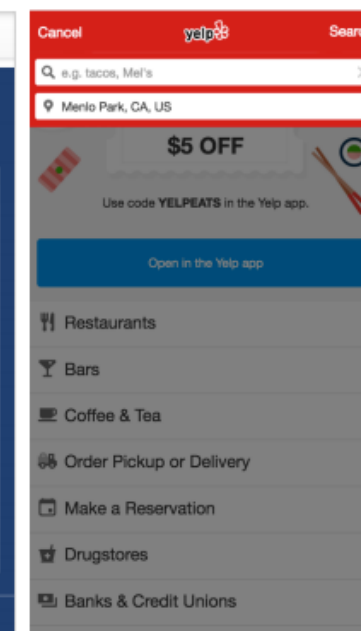 Cancel yelp Sear
e.g. tacos, Mel's
Menlo Park, CA, US
$5 OFF
Use code YELPEATS in the Yelp app.
Open in the Yelp app
Restaurants
Bars
Coffee & Tea
Order Pickup or Delivery
Make a Reservation
Drugstores
Banks & Credit Unions